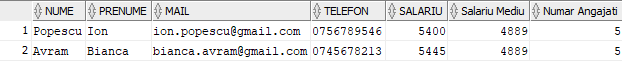 NUME PRENUME MAIL TELEFON SALARIU Salariu Mediu Numar Angajati
1 Popescu Ion ion.popescu@gmail.com 0756789546 5400 4889 5
2 Avram Bianca bianca.avram@gmail.com 0745678213 5445 4889 5